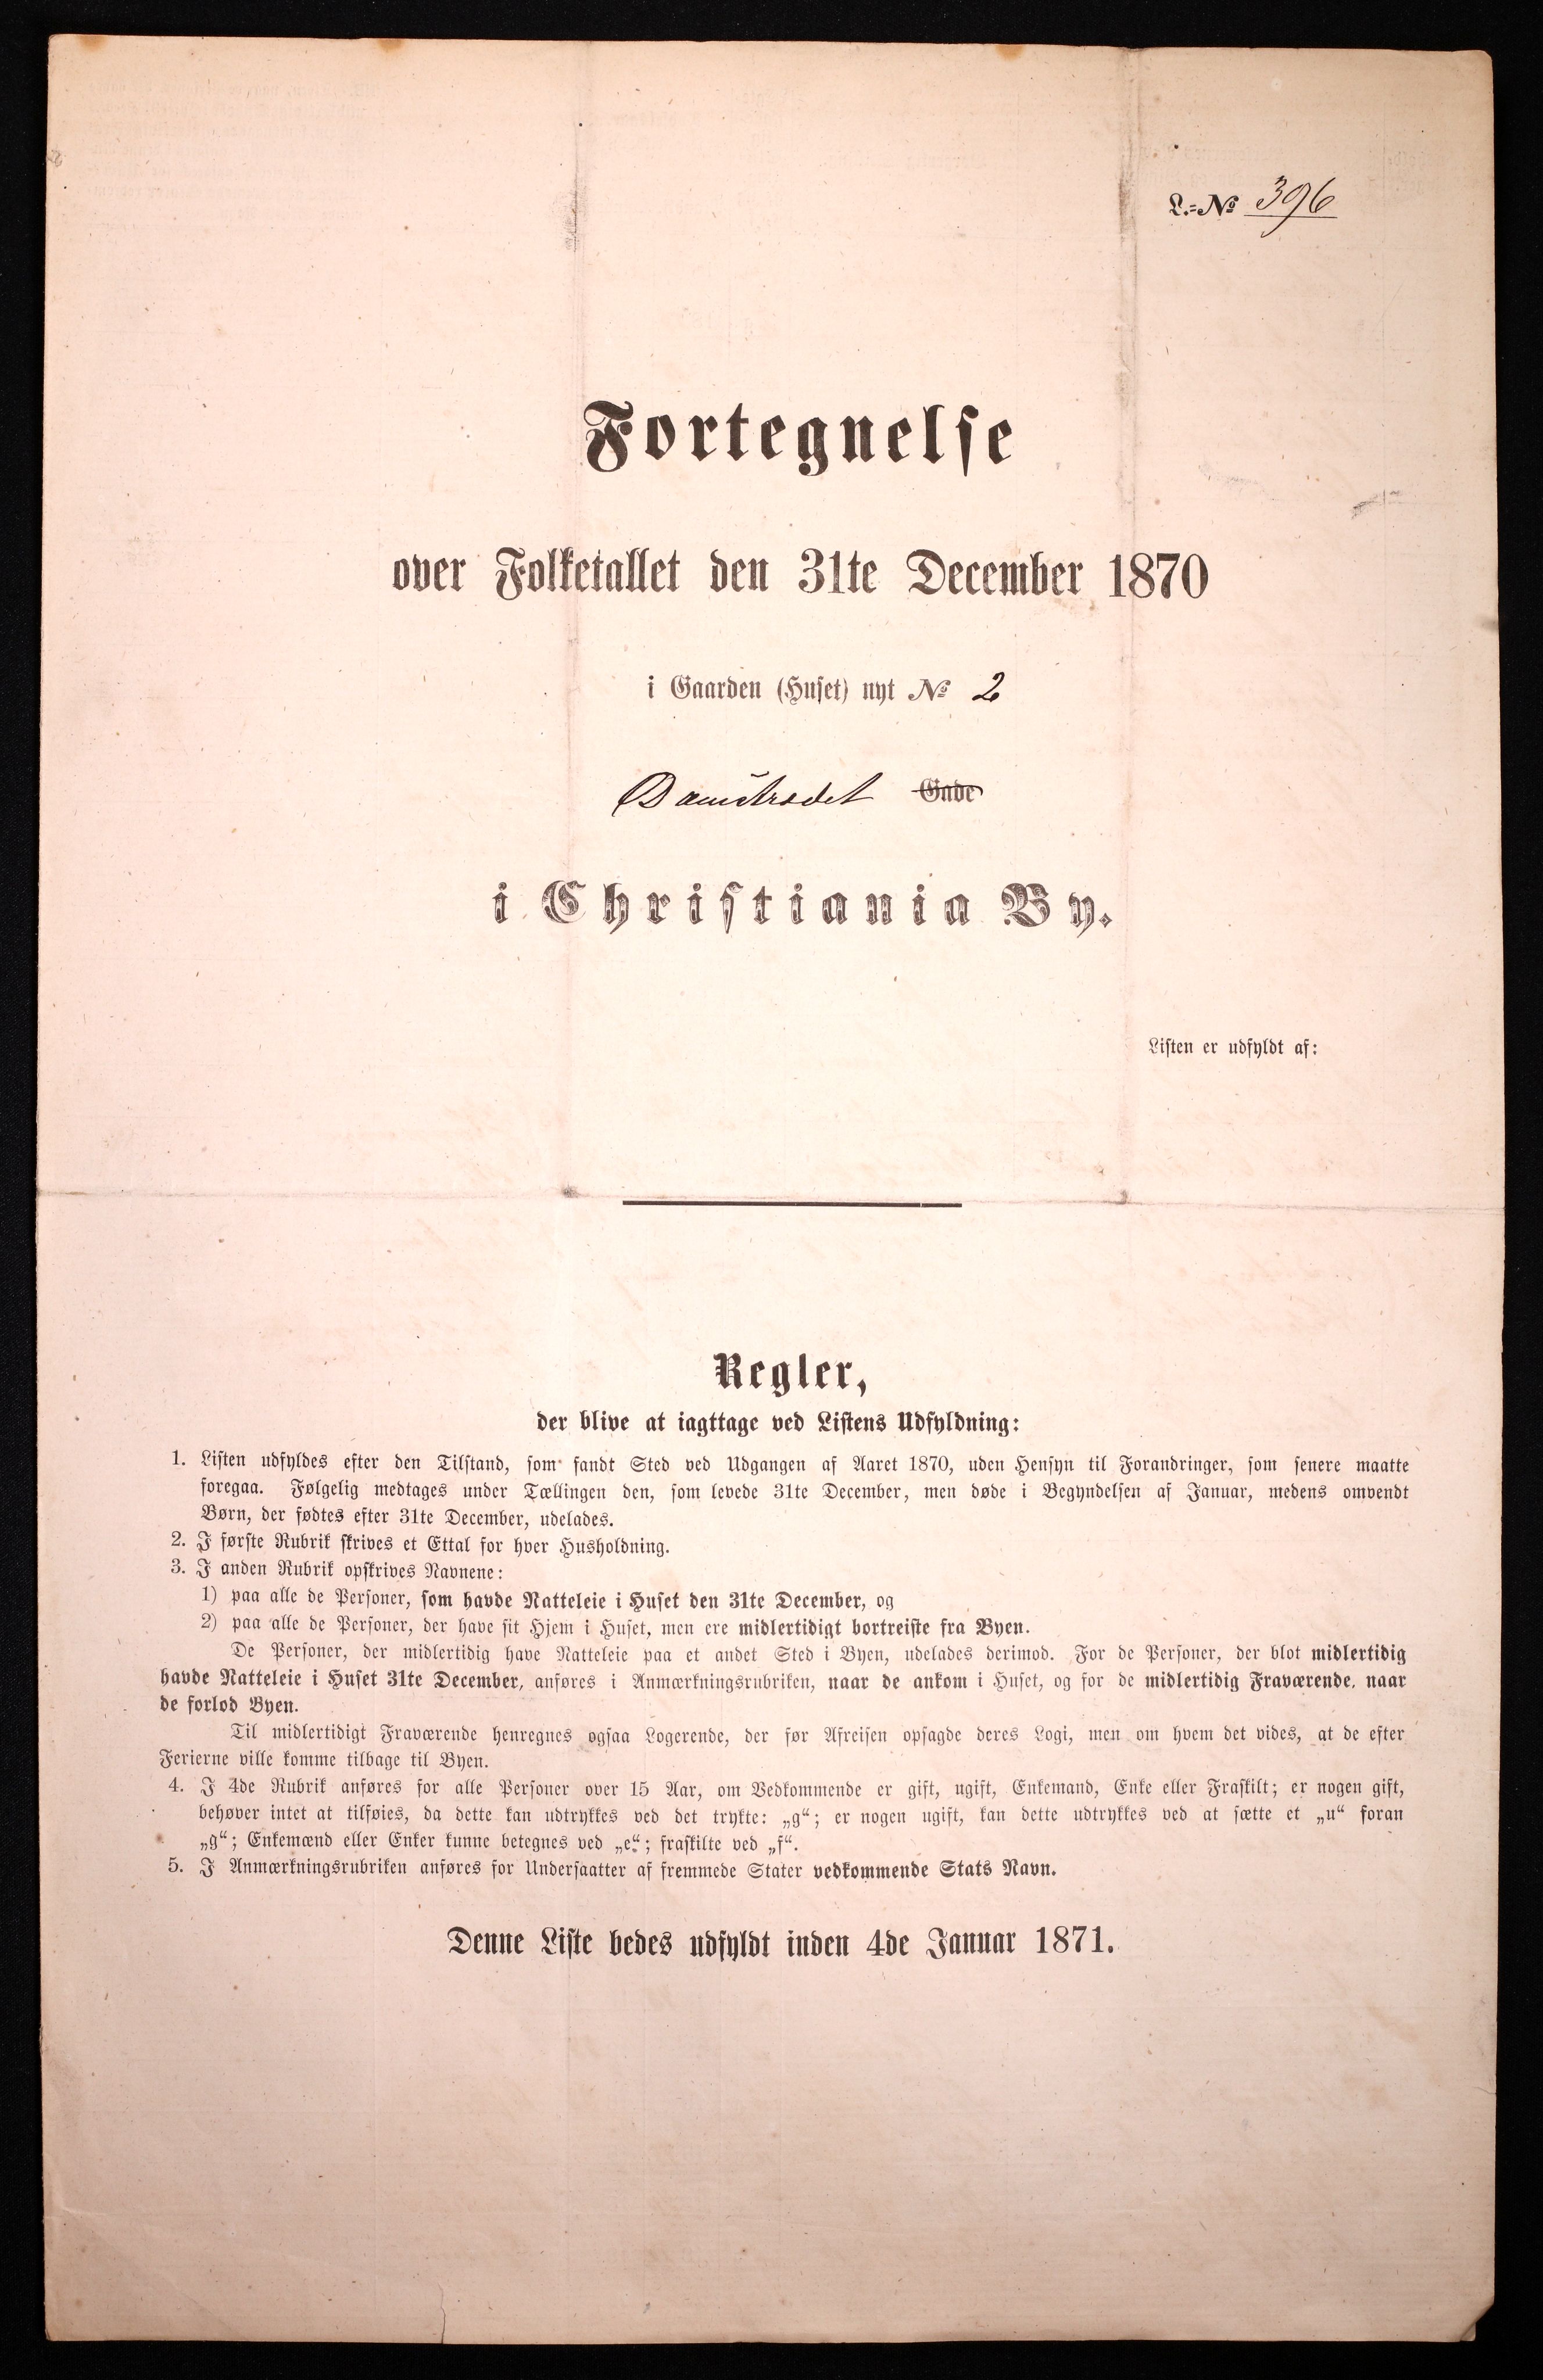 L.=No 396
Fortegnelse
over Folketallet den 31te December 1870
i Gaarden (Huset) nyt No 2
Damstrædet Gade
i Christiania By.
Listen er udfyldt af:
Regler,
der blive at iagttage ved Listens Udfyldning:
1. Listen udfyldes efter den Tilstand, som fandt Sted ved Udgangen af Aaret 1870, uden Hensyn til Forandringer, som senere maatte
foregaa. Følgelig medtages under Tællingen den, som levede 31te December, men døde i Begyndelsen af Januar, medens omvendt
Børn, der fødtes efter 31te December, udelades.
2. I første Rubrik skrives et Ettal for hver Husholdning.
3. I anden Rubrik opskrives Navnene:
1) paa alle de Personer, som havde Natteleie i Huset den 31te December, og
2) paa alle de Personer, der have sit Hjem i Huset, men ere midlertidigt bortreiste fra Byen.
De Personer, der midlertidig have Natteleie paa et andet Sted i Byen, udelades derimod. For de Personer, der blot midlertidig
havde Natteleie i Huset 31te December, anføres i Anmærkningsrubriken, naar de ankom i Huset, og for de midlertidig Fraværende, naar
de forlod Byen.
Til midlertidigt Fraværende henregnes ogsaa Logerende, der før Afreisen opsagde deres Logi, men om hvem det vides, at de efter
Ferierne ville komme tilbage til Byen.
4. I 4de Rubrik anføres for alle Personer over 15 Aar, om Vedkommende er gift, ugift, Enkemand, Enke eller Fraskilt; er nogen gift,
behøver intet at tilføies, da dette kan udtrykkes ved det trykte: „g“; er nogen ugift, kan dette udtrykkes ved at sætte et „u“ foran
„g“; Enkemænd eller Enker kunne betegnes ved „e“; fraskilte ved „f“.
5. I Anmærkningsrubriken anføres for Undersaatter af fremmede Stater vedkommende Stats Navn.
Denne Liste bedes udfyldt inden 4de Januar 1871.